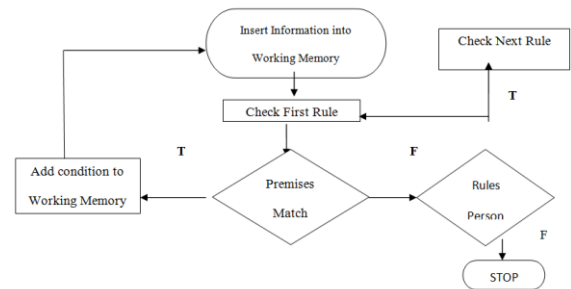 Insert Information into
Working Memory
Check Next Rule
T
Check First Rule
T
F
Add condition to
Working Memory
Premises
Match
Rules
Person
F
STOP